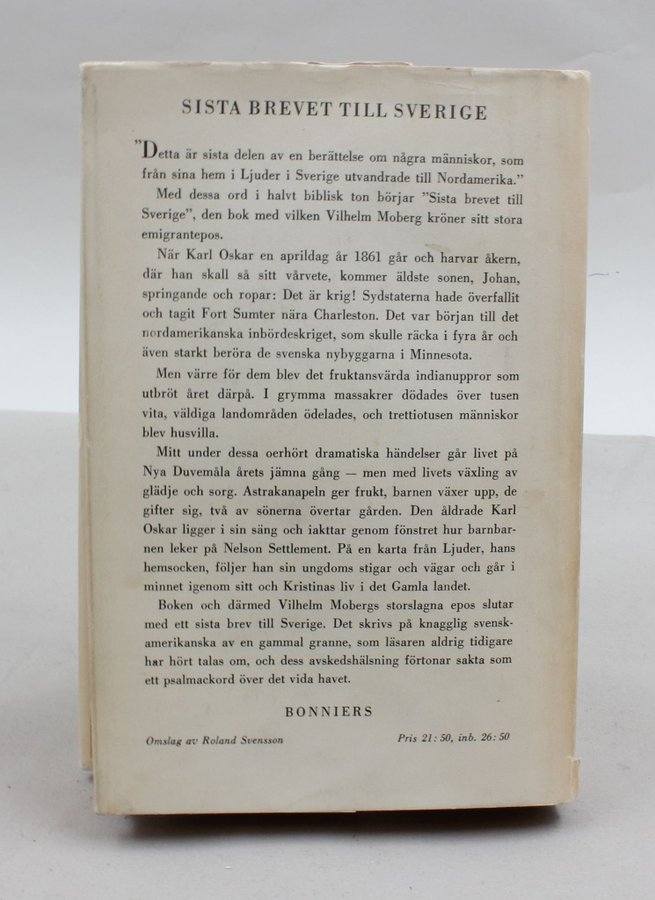 SISTA BREVET TILL SVERIGE
"Detta är sista delen av en berättelse om några människor, som
från sina hem i Ljuder i Sverige utvandrade till Nordamerika."
Med dessa ord i halvt biblisk ton börjar "Sista brevet till
Sverige", den bok med vilken Vilhelm Moberg kröner sitt stora
emigrantepos.
När Karl Oskar en aprildag år 1861 går och harvar åkern,
där han skall så sitt vårvete, kommer äldste sonen, Johan,
springande och ropar: Det är krig! Sydstaterna hade överfallit
och tagit Fort Sumter nära Charleston. Det var början till det
nordamerikanska inbördeskriget, som skulle räcka i fyra år och
även starkt beröra de svenska nybyggarna i Minnesota.
Men värre för dem blev det fruktansvärda indianuppror som
utbröt året därpå. I grymma massakrer dödades över tusen
vita, väldiga landområden ödelades, och trettiotusen människor
blev husvilla.
Mitt under dessa oerhört dramatiska händelser går livet på
Nya Duvemåla årets jämna gång — men med livets växling av
glädje och sorg. Astrakanapeln ger frukt, barnen växer upp, de
gifter sig, två av sönerna övertar gården. Den åldrade Karl
Oskar ligger i sin säng och iakttar genom fönstret hur barnbar-
nen leker på Nelson Settlement. På en karta från Ljuder, hans
hemsocken, följer han sin ungdoms stigar och vägar och går i
minnet igenom sitt och Kristinas liv i det Gamla landet.
Boken och därmed Vilhelm Mobergs storslagna epos slutar
med ett sista brev till Sverige. Det skrivs på knagglig svensk-
amerikanska av en gammal granne, som läsaren aldrig tidigare
har hört talas om, och dess avskedshälsning förtonar sakta som
ett psalmackord över det vida havet.
BONNIERS
Omslag av Roland Svensson
Pris 21:50, inb. 26:50